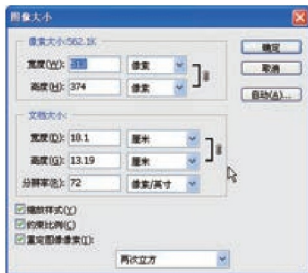 图像大小
像素大小:562.1K
宽度(W): 513 像素
高度(H): 374 像素
文档大小:
宽度(D): 18.1 厘米
高度(G): 13.19 厘米
分辨率(R): 72 像素/英寸
缩放样式(Y)
约束比例(C)
重定图像像素(I):
两次立方
确定
取消
自动(A)...